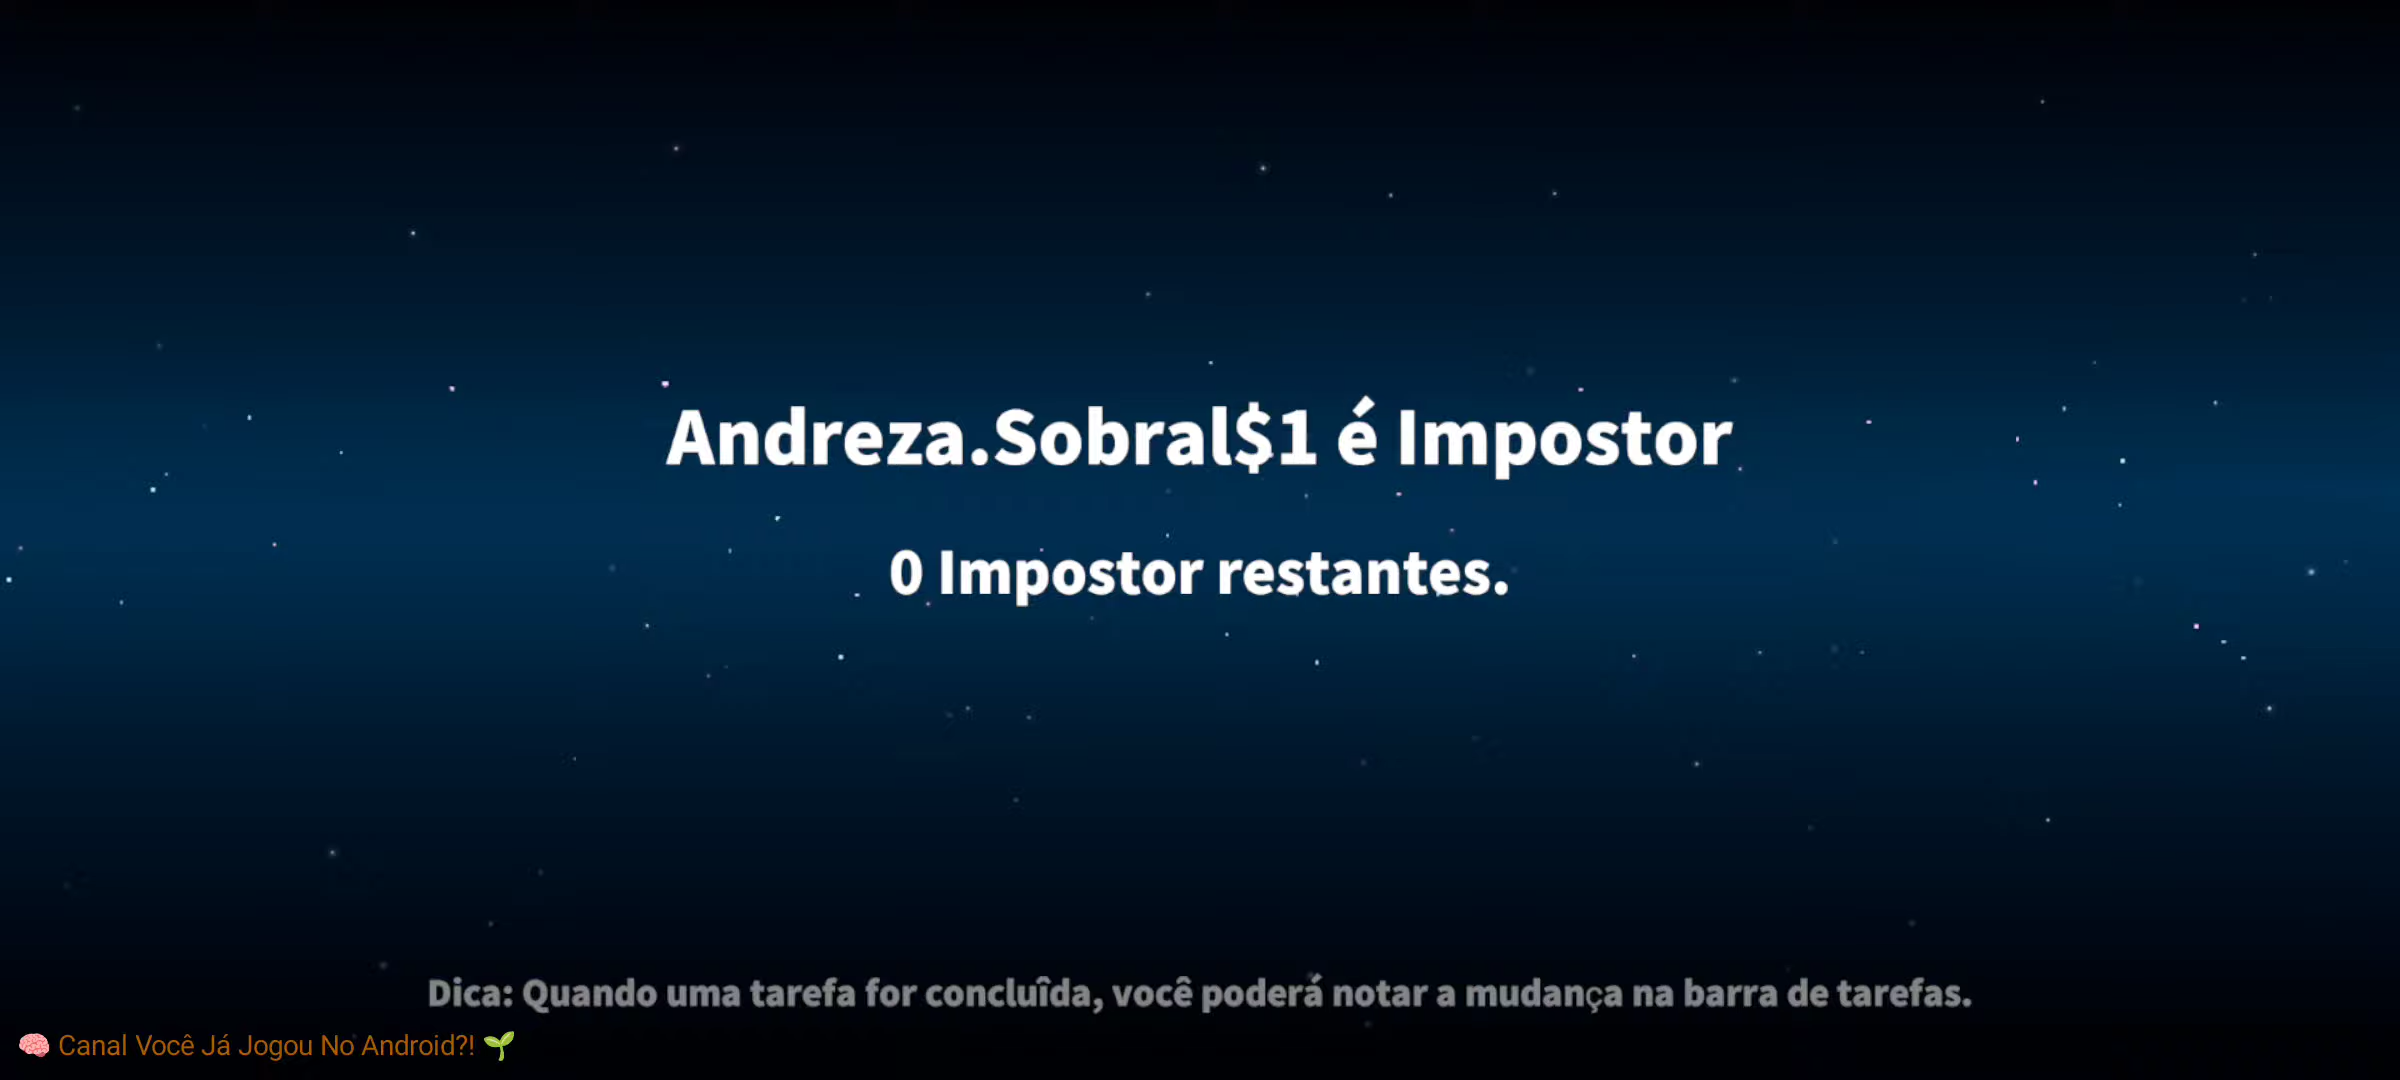 Andreza.Sobral$1 é Impostor
0 Impostor restantes.
Dica: Quando uma tarefa for concluîda, você poderá notar a mudança na barra de tarefas.
🧠 Canal Você Já Jogou No Android?! 🌱